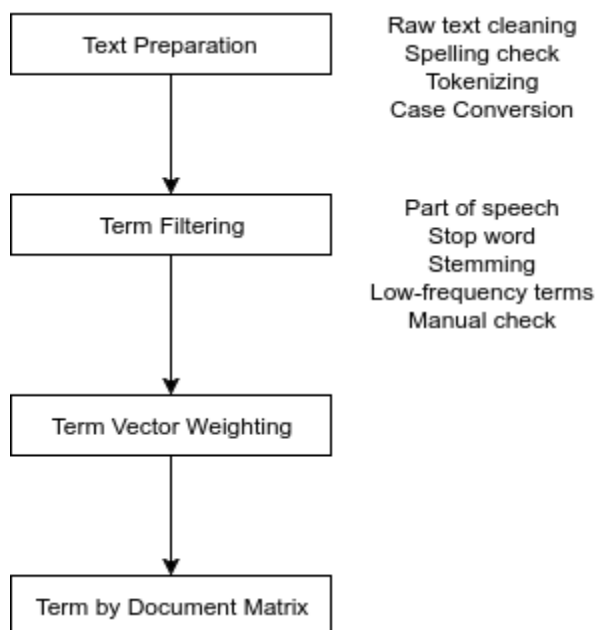 Text Preparation
Raw text cleaning
Spelling check
Tokenizing
Case Conversion
Term Filtering
Part of speech
Stop word
Stemming
Low-frequency terms
Manual check
Term Vector Weighting
Term by Document Matrix